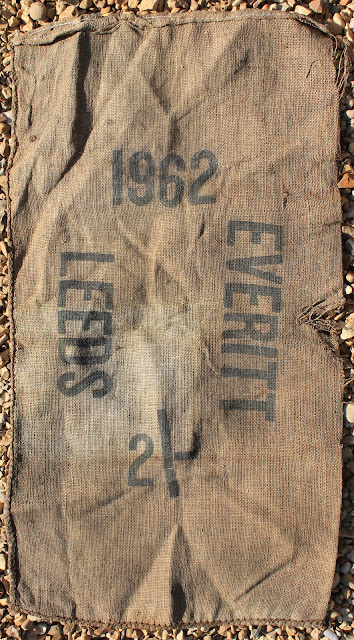 1962
EVERITT
LEEDS
2/-